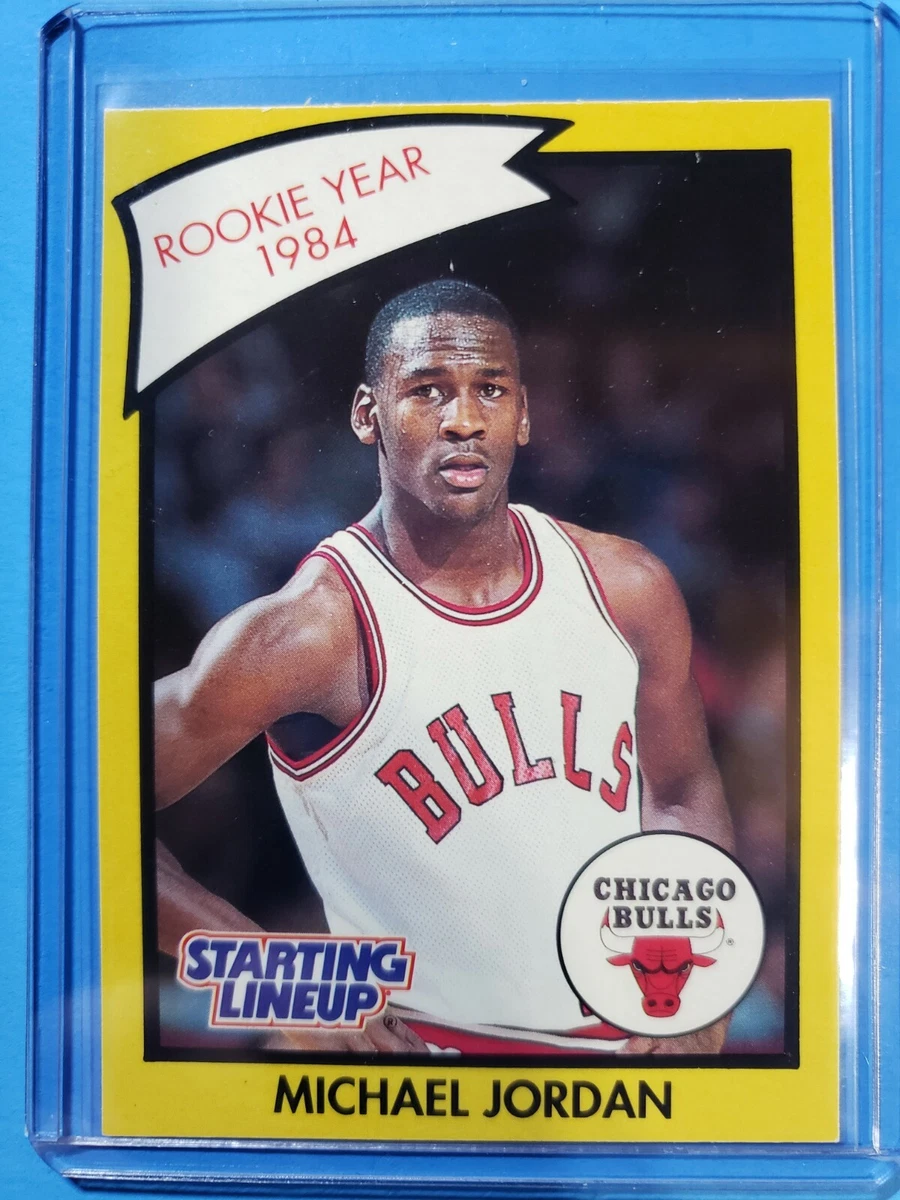 ROOKIE YEAR
1984
BULLS
CHICAGO
BULLS
®
STARTING
LINEUP
®
MICHAEL JORDAN